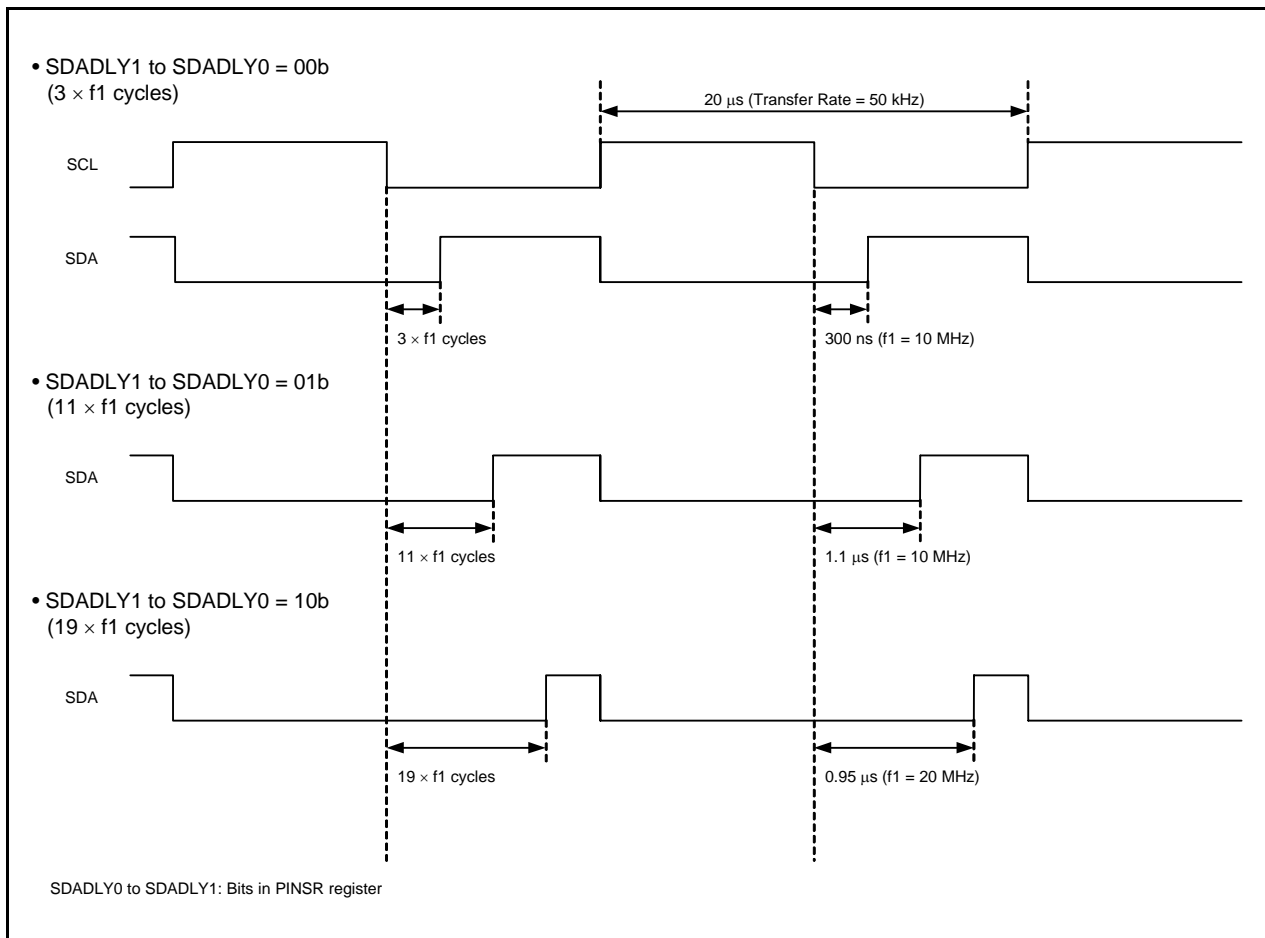 • SDADLY1 to SDADLY0 = 00b
(3 × f1 cycles)
20 μs (Transfer Rate = 50 kHz)
SCL
SDA
3 × f1 cycles
300 ns (f1 = 10 MHz)
• SDADLY1 to SDADLY0 = 01b
(11 × f1 cycles)
SDA
11 × f1 cycles
1.1 μs (f1 = 10 MHz)
• SDADLY1 to SDADLY0 = 10b
(19 × f1 cycles)
SDA
19 × f1 cycles
0.95 μs (f1 = 20 MHz)
SDADLY0 to SDADLY1: Bits in PINSR register